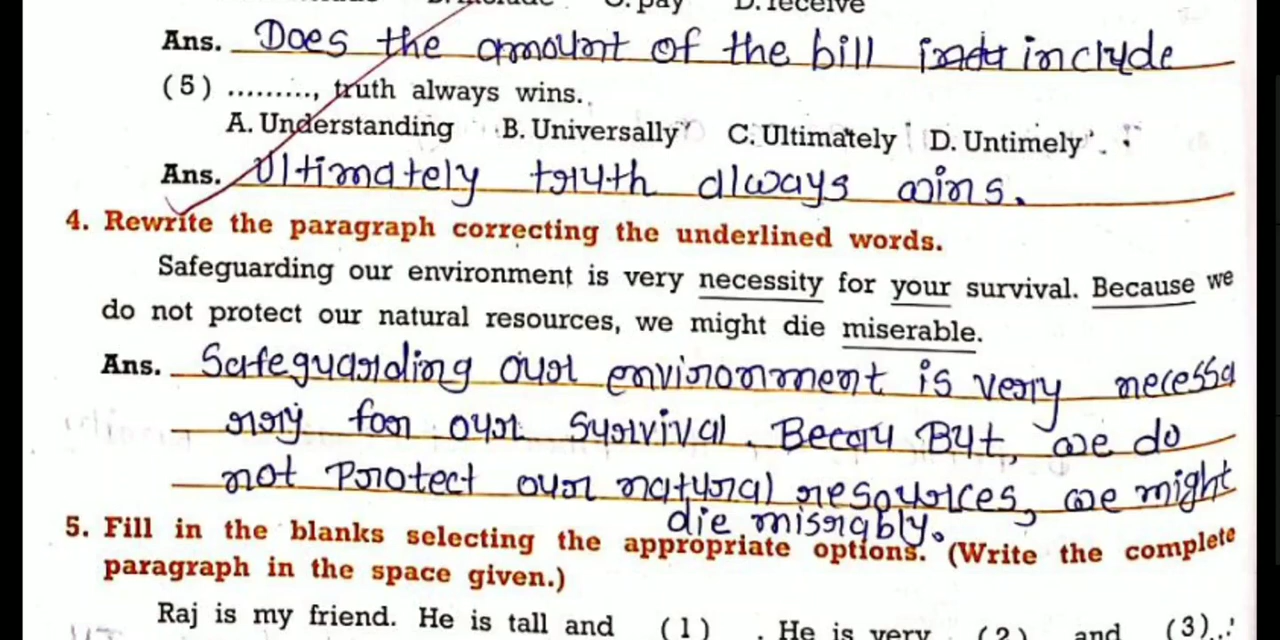 B. include C. pay D. receive
Ans. Does the amount of the bill include
(5) ........., truth always wins.
A. Understanding B. Universally C. Ultimately D. Untimely
Ans. Ultimately truth always wins.
4. Rewrite the paragraph correcting the underlined words.
Safeguarding our environment is very necessity for your survival. Because we
do not protect our natural resources, we might die miserable.
Ans. Safeguarding our environment is very necessa
rry for our Survival. Becau But, we do
not Protect our natural resources, we might
die misrably.
5. Fill in the blanks selecting the appropriate options. (Write the complete
paragraph in the space given.)
Raj is my friend. He is tall and (1) . He is very (2) and (3)..